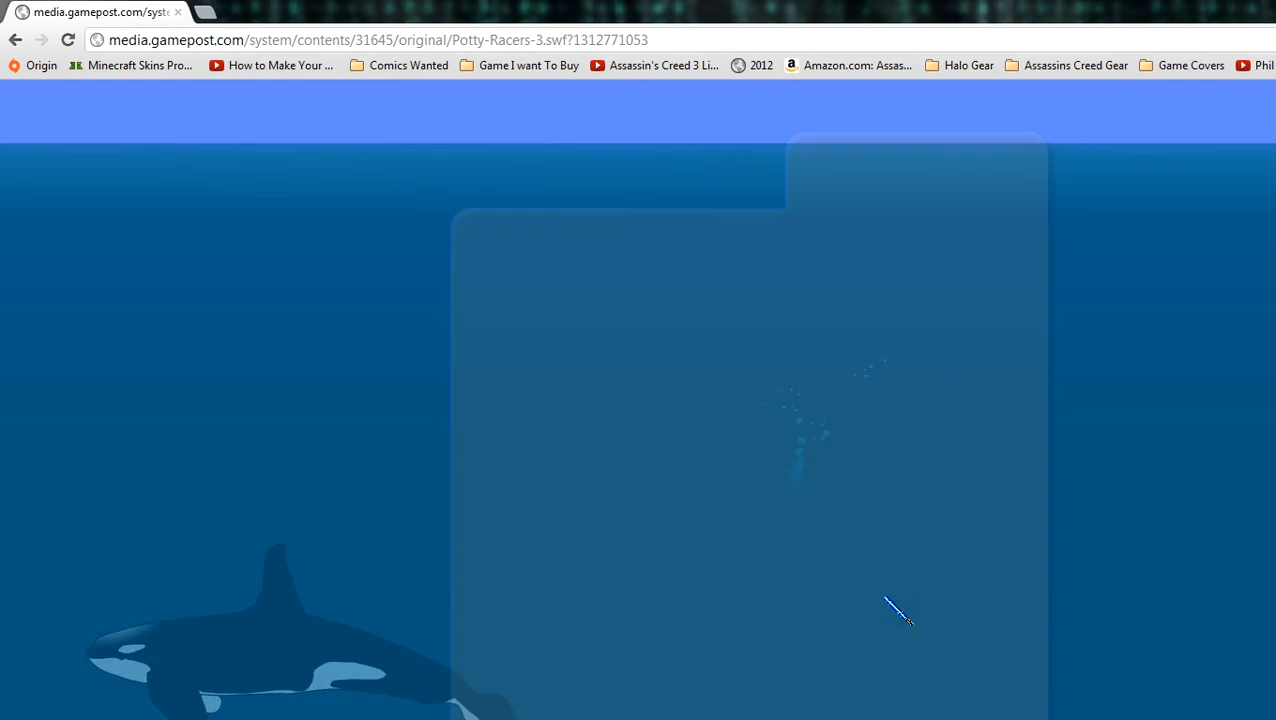 media.gamepost.com/syste
media.gamepost.com/system/contents/31645/original/Potty-Racers-3.swf?1312771053
Origin Minecraft Skins Pro... How to Make Your ... Comics Wanted Game I want To Buy Assassin's Creed 3 Li... 2012 Amazon.com: Assas... Halo Gear Assassins Creed Gear Game Covers Phil